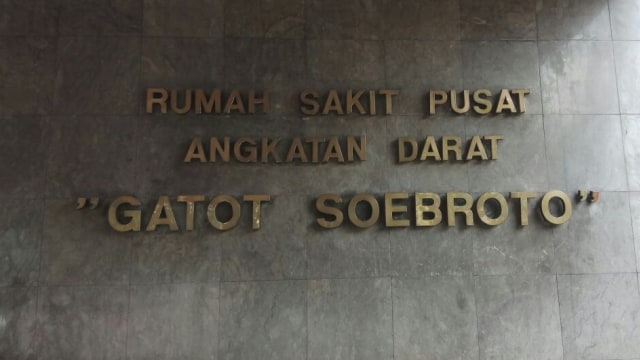 RUMAH SAKIT PUSAT
ANGKATAN DARAT
"GATOT SOEBROTO"